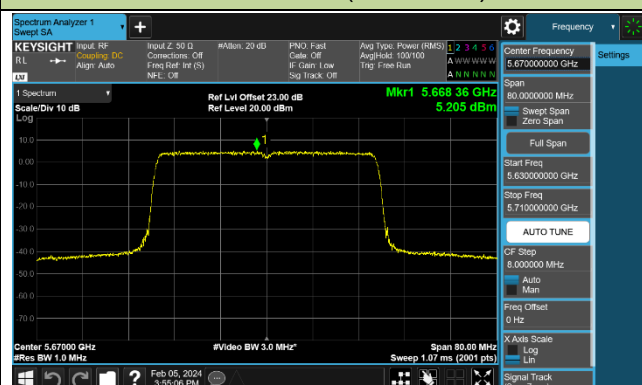 Spectrum Analyzer 1
Swept SA
Frequency
KEYSIGHT
Input: RF
Coupling: DC
Align: Auto
Input Z: 50 Ω
Corrections: Off
Freq Ref: Int (S)
NFE: Off
#Atten: 20 dB
PNO: Fast
Gate: Off
IF Gain: Low
Sig Track: Off
Avg Type: Power (RMS)
Avg|Hold: 100/100
Trig: Free Run
1 2 3 4 5 6
A W W W W W
A N N N N N
RL
LXI
Center Frequency
5.670000000 GHz
Settings
Span
80.0000000 MHz
Swept Span
Zero Span
Full Span
Start Freq
5.630000000 GHz
Stop Freq
5.710000000 GHz
AUTO TUNE
CF Step
8.000000 MHz
Auto
Man
Freq Offset
0 Hz
X Axis Scale
Log
Lin
Signal Track
1 Spectrum
Scale/Div 10 dB
Log
Ref Lvl Offset 23.00 dB
Ref Level 20.00 dBm
Mkr1 5.668 36 GHz
5.205 dBm
1
10.0
0.00
-10.0
-20.0
-30.0
-40.0
-50.0
-60.0
-70.0
Center 5.67000 GHz
#Res BW 1.0 MHz
#Video BW 3.0 MHz*
Span 80.00 MHz
Sweep 1.07 ms (2001 pts)
Feb 05, 2024
3:55:06 PM